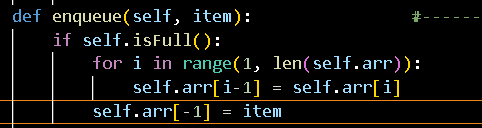 def enqueue(self, item):                    #------
    if self.isFull():
        for i in range(1, len(self.arr)):
            self.arr[i-1] = self.arr[i]
        self.arr[-1] = item